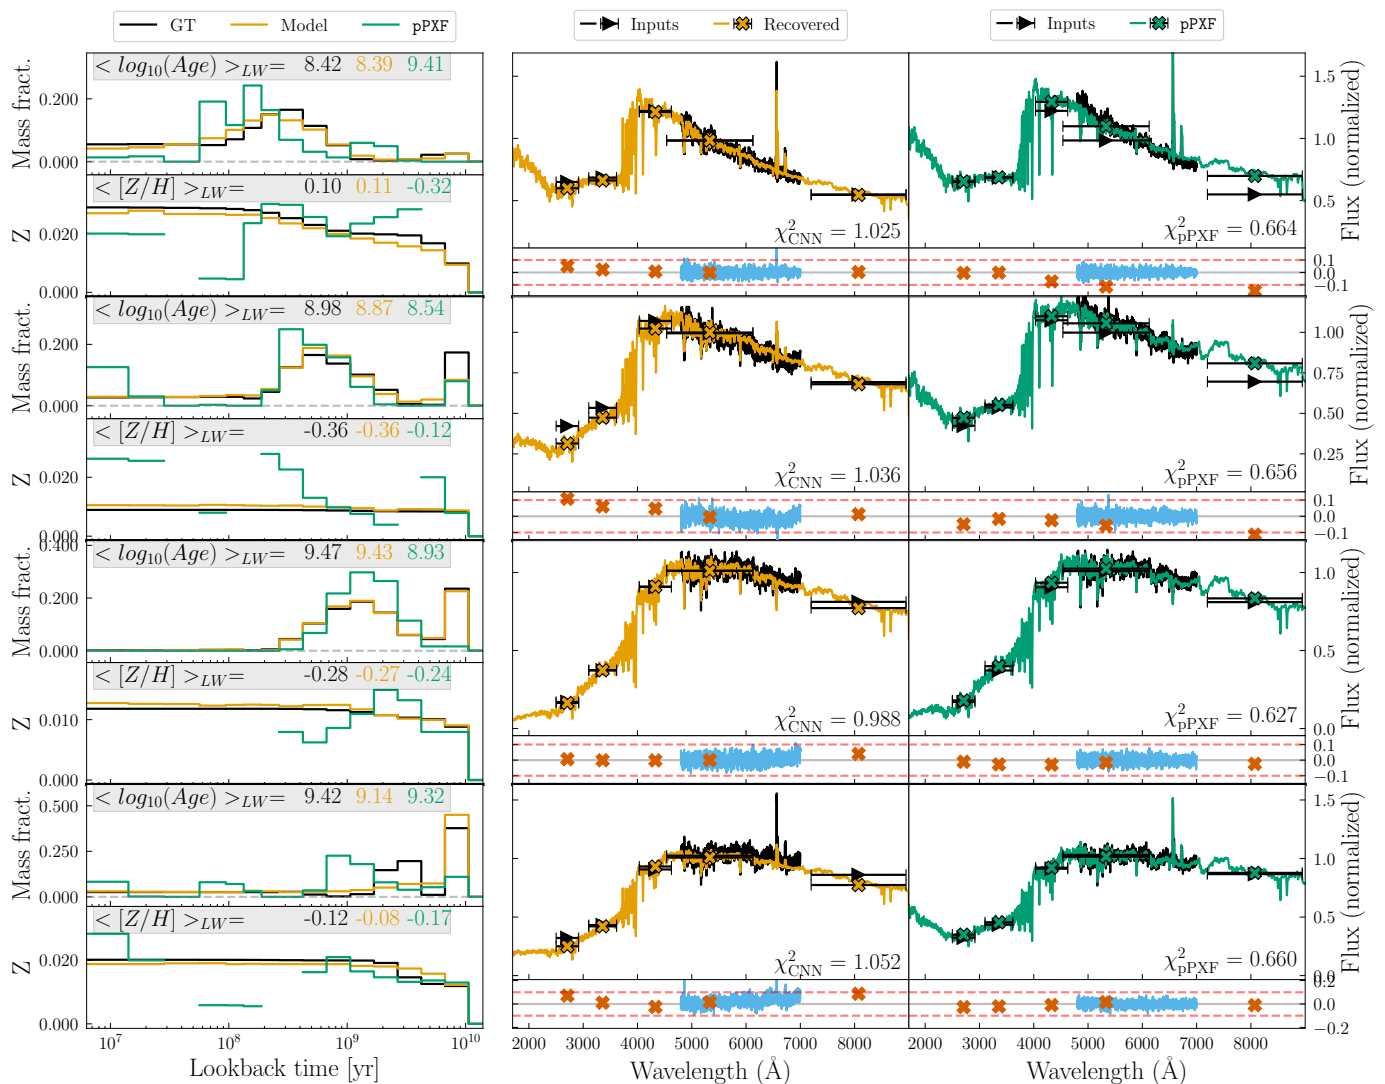 GT Model pPXF
Inputs Recovered
Inputs pPXF
Mass fract.
< log10(Age) >LW= 8.42 8.39 9.41
0.200
0.000
Z
< [Z/H] >LW= 0.10 0.11 -0.32
0.020
0.000
χ²CNN = 1.025
χ²pPXF = 0.664
1.5
1.0
0.5
Flux (normalized)
0.1
0.0
−0.1
Mass fract.
< log10(Age) >LW= 8.98 8.87 8.54
0.200
0.000
Z
< [Z/H] >LW= -0.36 -0.36 -0.12
0.020
0.000
χ²CNN = 1.036
χ²pPXF = 0.656
1.00
0.75
0.50
0.25
Flux (normalized)
0.1
0.0
−0.1
Mass fract.
0.400
< log10(Age) >LW= 9.47 9.43 8.93
0.200
0.000
Z
< [Z/H] >LW= -0.28 -0.27 -0.24
0.010
0.000
χ²CNN = 0.988
χ²pPXF = 0.627
1.0
0.5
0.0
Flux (normalized)
0.1
0.0
−0.1
Mass fract.
< log10(Age) >LW= 9.42 9.14 9.32
0.500
0.250
0.000
Z
< [Z/H] >LW= -0.12 -0.08 -0.17
0.020
0.000
χ²CNN = 1.052
χ²pPXF = 0.660
1.5
1.0
0.5
0.0
Flux (normalized)
0.2
0.0
−0.2
10⁷ 10⁸ 10⁹ 10¹⁰
Lookback time [yr]
2000 3000 4000 5000 6000 7000 8000
Wavelength (Å)
2000 3000 4000 5000 6000 7000 8000
Wavelength (Å)